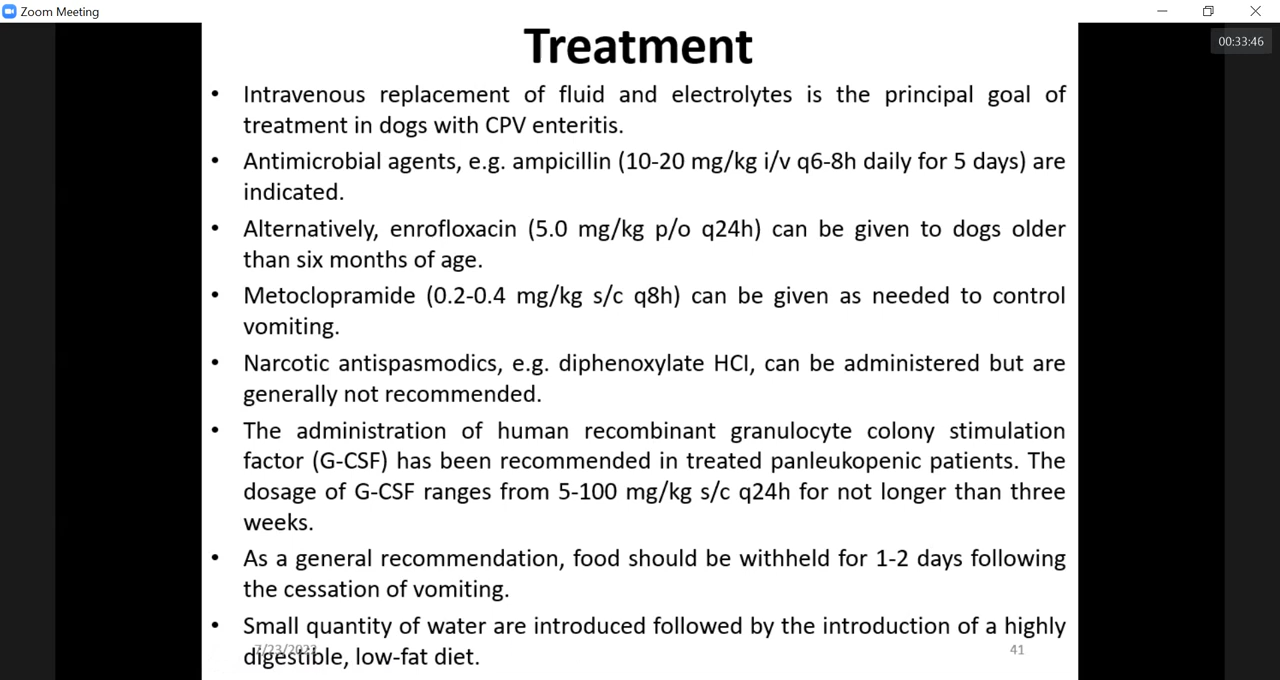 Zoom Meeting
00:33:46
Treatment
• Intravenous replacement of fluid and electrolytes is the principal goal of
treatment in dogs with CPV enteritis.
• Antimicrobial agents, e.g. ampicillin (10-20 mg/kg i/v q6-8h daily for 5 days) are
indicated.
• Alternatively, enrofloxacin (5.0 mg/kg p/o q24h) can be given to dogs older
than six months of age.
• Metoclopramide (0.2-0.4 mg/kg s/c q8h) can be given as needed to control
vomiting.
• Narcotic antispasmodics, e.g. diphenoxylate HCI, can be administered but are
generally not recommended.
• The administration of human recombinant granulocyte colony stimulation
factor (G-CSF) has been recommended in treated panleukopenic patients. The
dosage of G-CSF ranges from 5-100 mg/kg s/c q24h for not longer than three
weeks.
• As a general recommendation, food should be withheld for 1-2 days following
the cessation of vomiting.
• Small quantity of water are introduced followed by the introduction of a highly
digestible, low-fat diet.
41